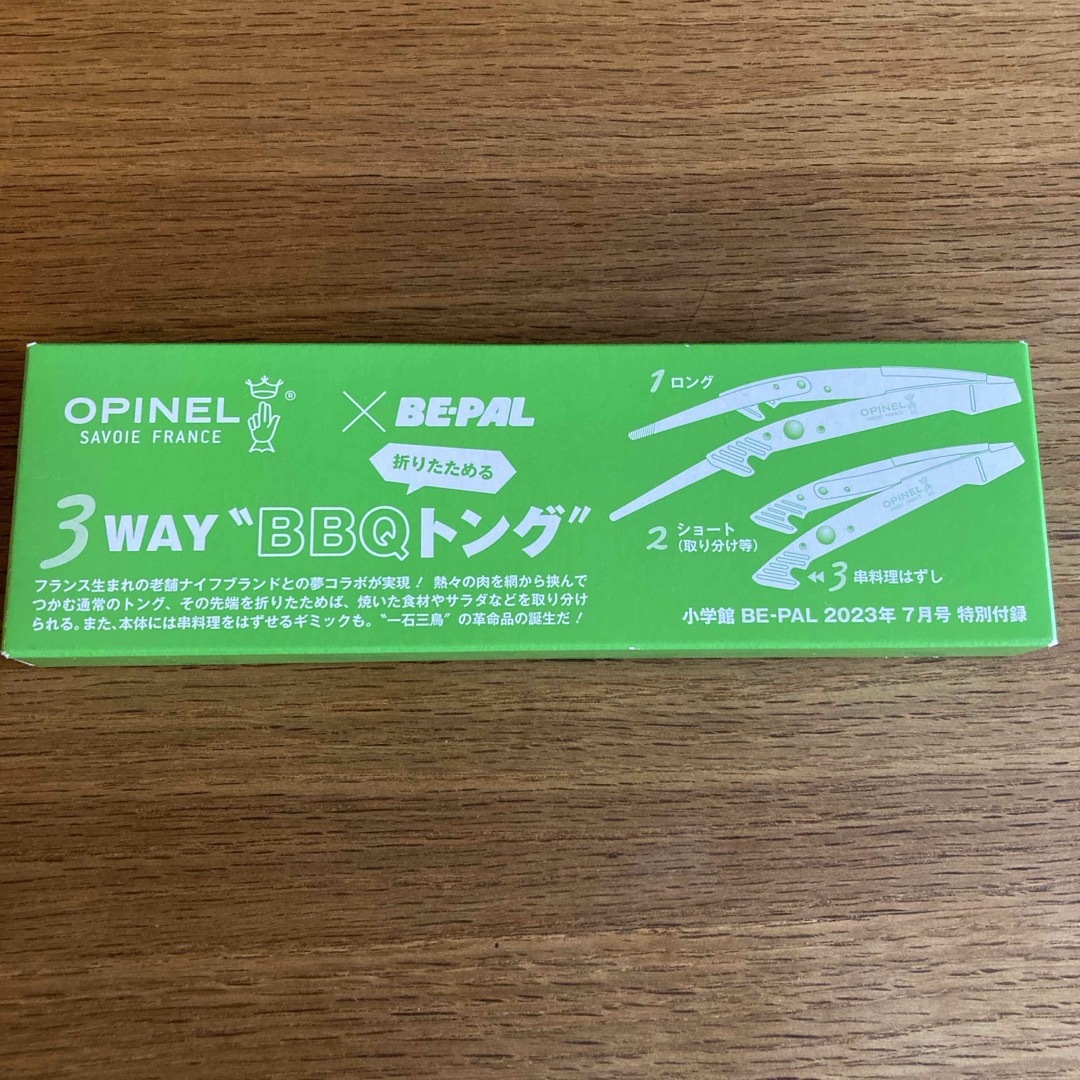 OPINEL ®
SAVOIE FRANCE
× BE-PAL
折りたためる
3 WAY “BBQトング”
フランス生まれの老舗ナイフブランドとの夢コラボが実現！ 熱々の肉を網から挟んで
つかむ通常のトング、その先端を折りたためば、焼いた食材やサラダなどを取り分け
られる。また、本体には串料理をはずせるギミックも。“一石三鳥”の革命品の誕生だ！
1 ロング
OPINEL
SAVOIE FRANCE
2 ショート
(取り分け等)
OPINEL
3 串料理はずし
小学館 BE-PAL 2023年 7月号 特別付録